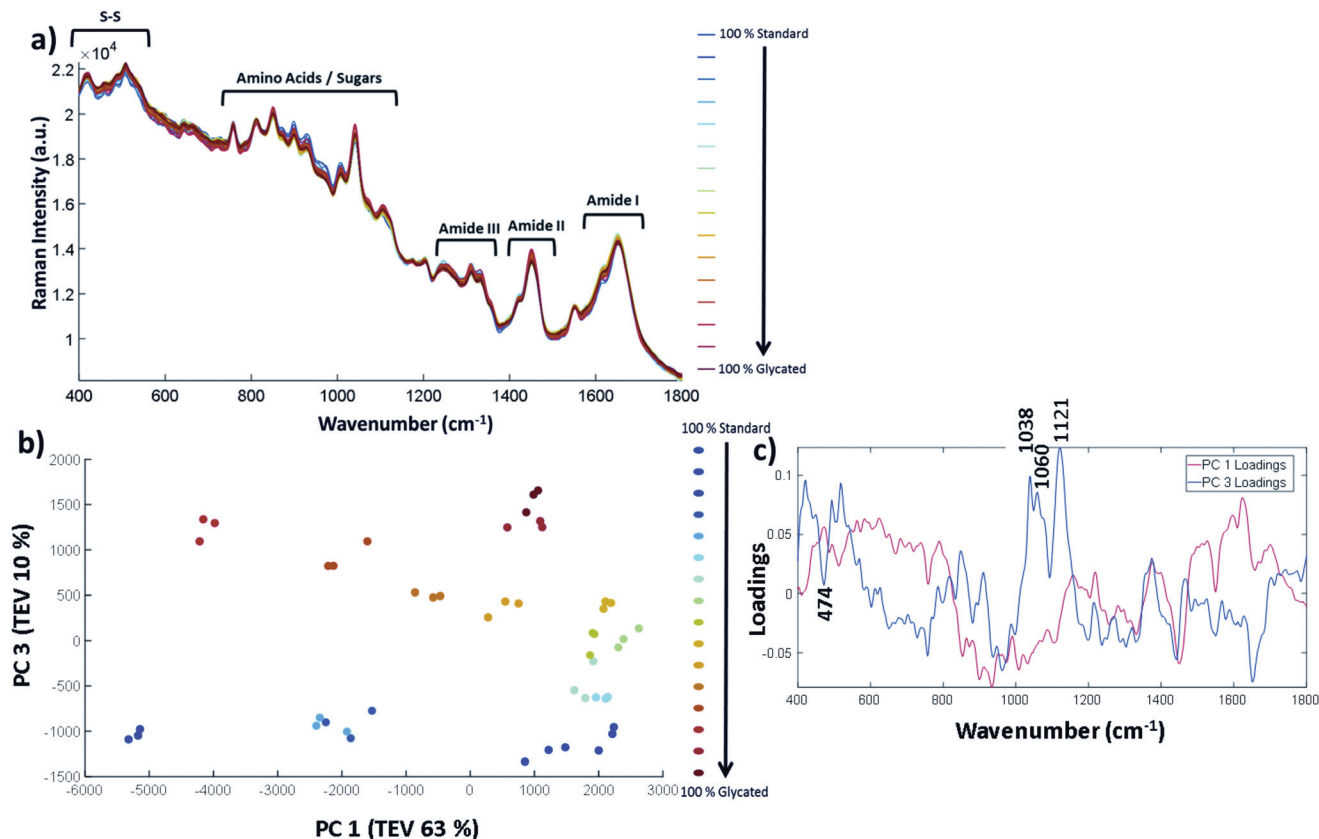 a)
S-S
×10⁴
Amino Acids / Sugars
Amide III
Amide II
Amide I
2.2
2
1.8
1.6
1.4
1.2
1
Raman Intensity (a.u.)
400
600
800
1000
1200
1400
1600
1800
Wavenumber (cm⁻¹)
100 % Standard
100 % Glycated
b)
2000
1500
1000
500
0
-500
-1000
-1500
PC 3 (TEV 10 %)
-6000
-5000
-4000
-3000
-2000
-1000
0
1000
2000
3000
PC 1 (TEV 63 %)
100 % Standard
100 % Glycated
c)
1038
1060
1121
474
PC 1 Loadings
PC 3 Loadings
0.1
0.05
0
-0.05
Loadings
400
600
800
1000
1200
1400
1600
1800
Wavenumber (cm⁻¹)